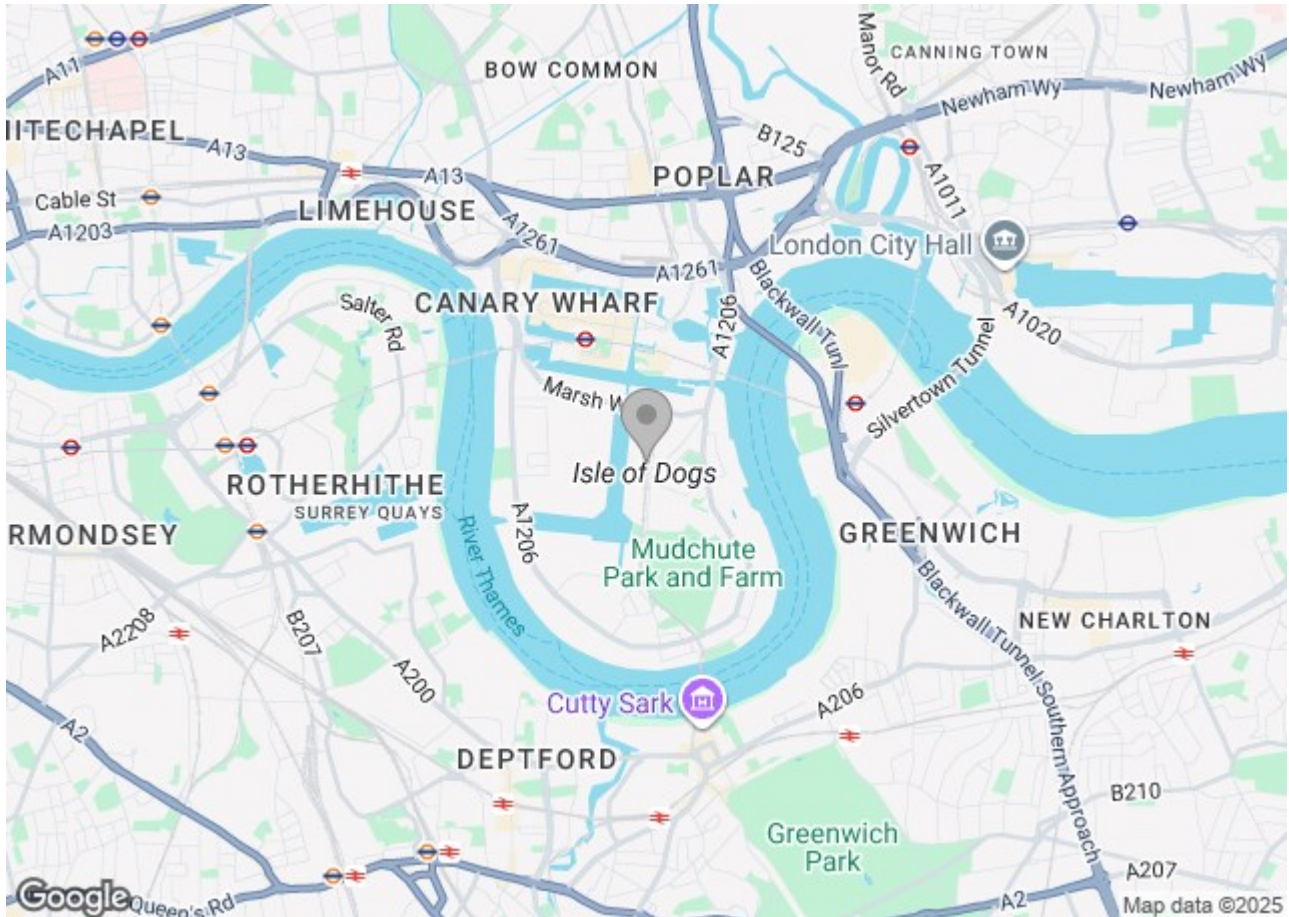 A11
BOW COMMON
Manor Rd
CANNING TOWN
Newham Wy
Newham Wy
A13
B125
POPLAR
A13
Cable St
LIMEHOUSE
A1203
A1261
A1261
A1011
London City Hall
Blackwall Tunl
A1206
CANARY WHARF
Salter Rd
A1020
Silvertown Tunnel
Marsh
Isle of Dogs
ROTHERHITHE
SURREY QUAYS
A1206
River Thames
GREENWICH
Mudchute
Park and Farm
Blackwall Tunnel Southern Approach
NEW CHARLTON
A2208
B207
A200
Cutty Sark
A206
A2
DEPTFORD
B210
Greenwich
Park
A207
Google
Queen's Rd
A2
Map data ©2025